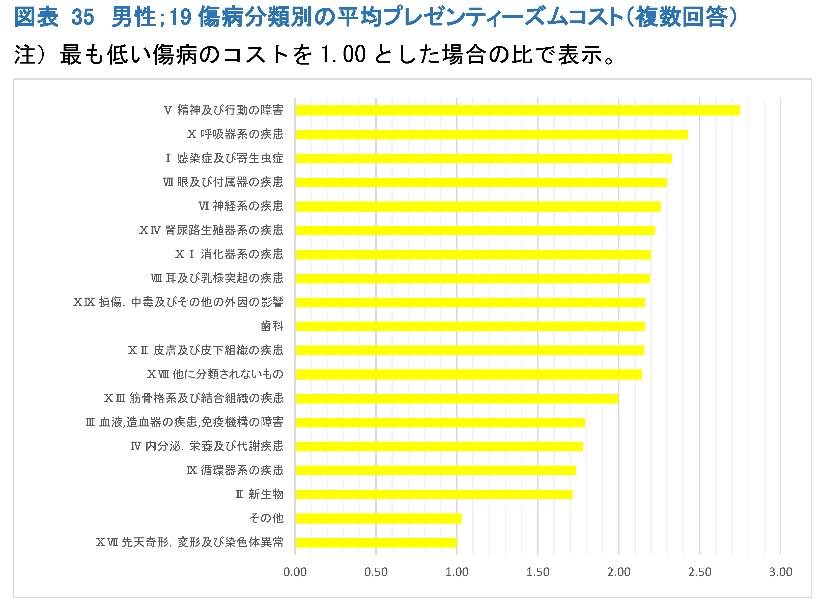 図表 35 男性;19 傷病分類別の平均プレゼンティーズムコスト(複数回答)
注）最も低い傷病のコストを 1.00 とした場合の比で表示。
Ⅴ 精神及び行動の障害
Ⅹ 呼吸器系の疾患
Ⅰ 感染症及び寄生虫症
Ⅶ 眼及び付属器の疾患
Ⅵ 神経系の疾患
ⅩⅣ 腎尿路生殖器系の疾患
ⅩⅠ 消化器系の疾患
Ⅷ 耳及び乳様突起の疾患
ⅩⅨ 損傷．中毒及びその他の外因の影響
歯科
ⅩⅡ 皮膚及び皮下組織の疾患
ⅩⅧ 他に分類されないもの
ⅩⅢ 筋骨格系及び結合組織の疾患
Ⅲ 血液,造血器の疾患,免疫機構の障害
Ⅳ 内分泌．栄養及び代謝疾患
Ⅸ 循環器系の疾患
Ⅱ 新生物
その他
ⅩⅦ 先天奇形．変形及び染色体異常
0.00 0.50 1.00 1.50 2.00 2.50 3.00